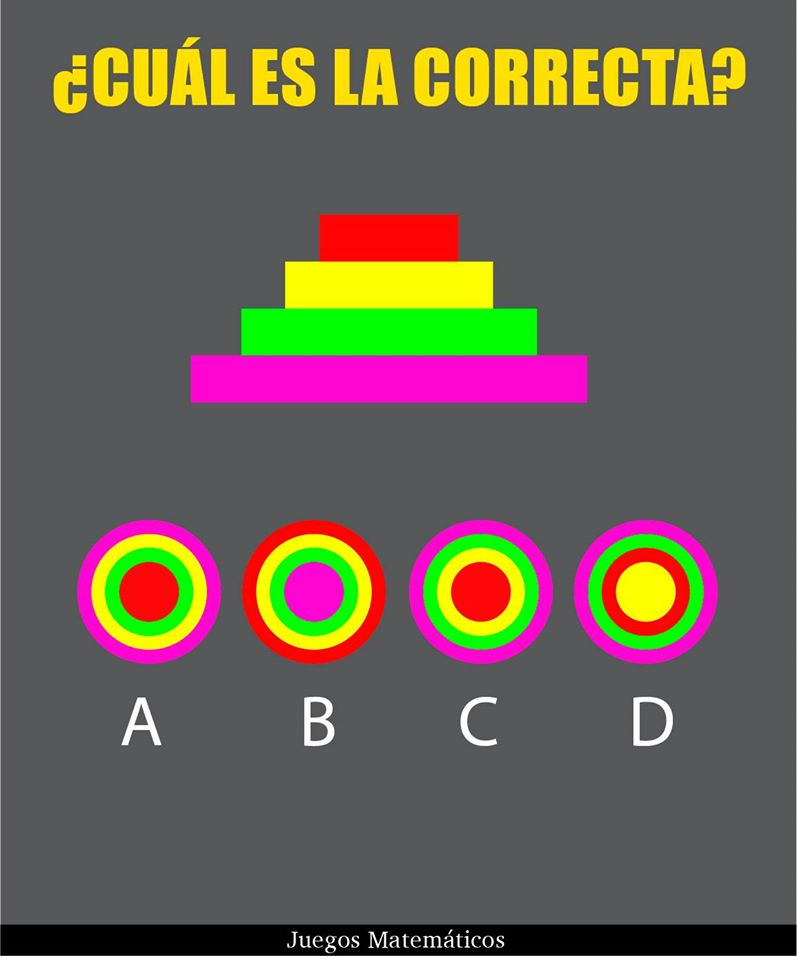 ¿CUÁL ES LA CORRECTA?
A B C D
Juegos Matemáticos